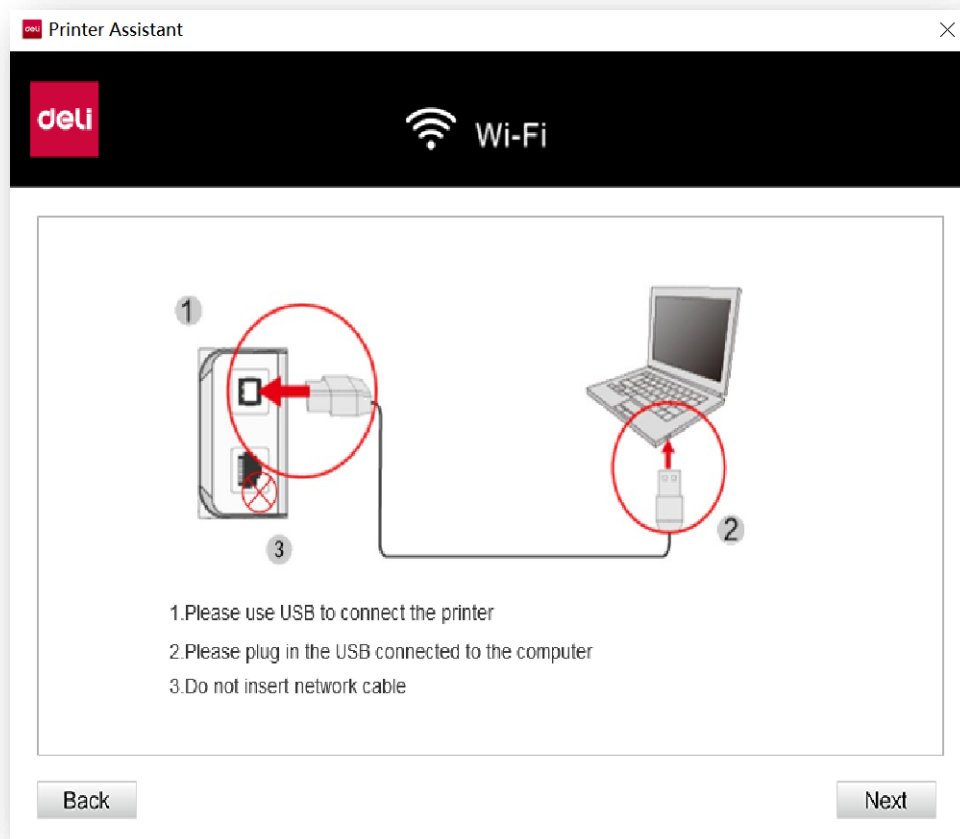 deli Printer Assistant
deli
Wi-Fi
1
2
3
1.Please use USB to connect the printer
2.Please plug in the USB connected to the computer
3.Do not insert network cable
Back
Next